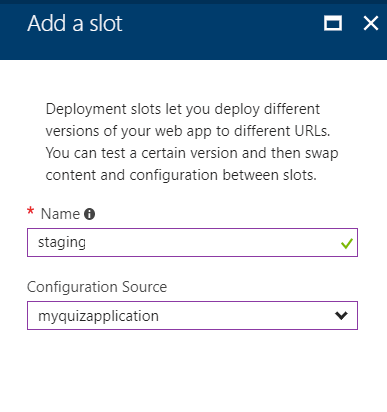 Add a slot
Deployment slots let you deploy different
versions of your web app to different URLs.
You can test a certain version and then swap
content and configuration between slots.
* Name
staging
Configuration Source
myquizapplication